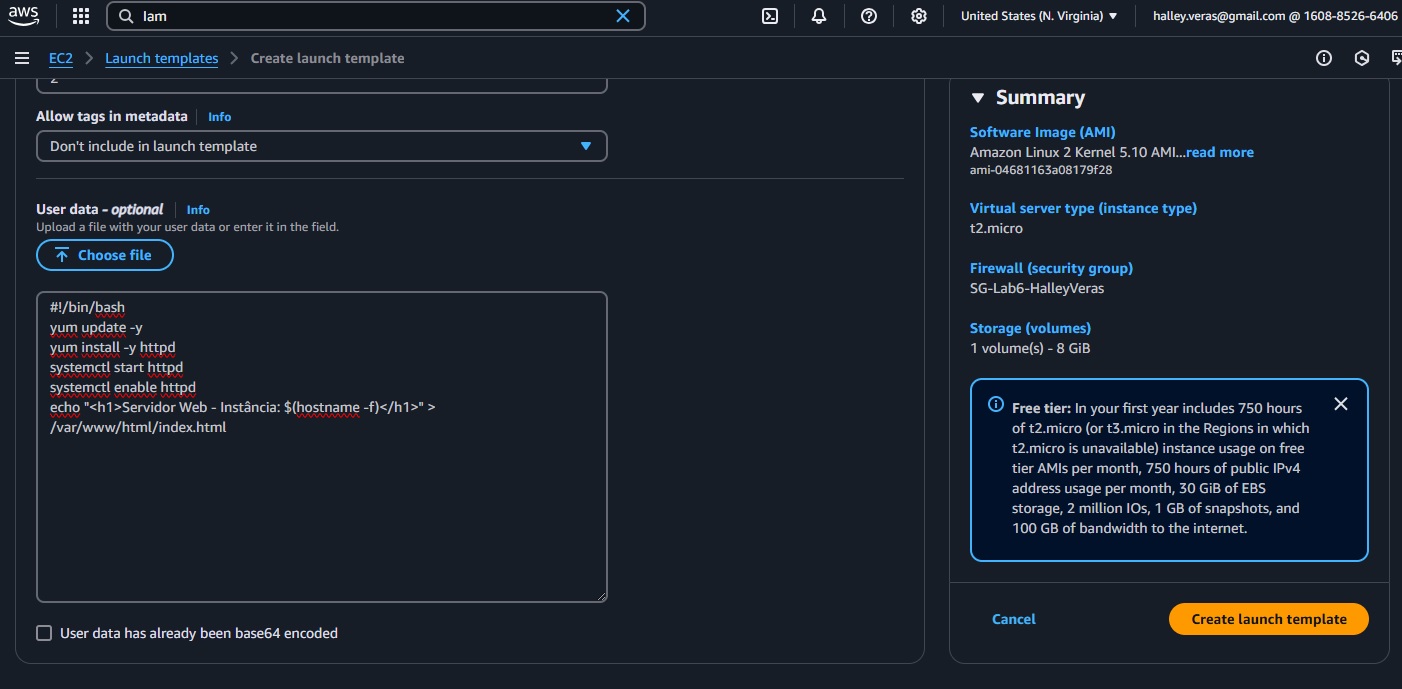 aws
lam
United States (N. Virginia)
halley.veras@gmail.com @ 1608-8526-6406
EC2
Launch templates
Create launch template
2
Allow tags in metadata
Info
Don't include in launch template
User data - optional
Info
Upload a file with your user data or enter it in the field.
Choose file
#!/bin/bash
yum update -y
yum install -y httpd
systemctl start httpd
systemctl enable httpd
echo "<h1>Servidor Web - Instância: $(hostname -f)</h1>" >
/var/www/html/index.html
User data has already been base64 encoded
Summary
Software Image (AMI)
Amazon Linux 2 Kernel 5.10 AMI...read more
ami-04681163a08179f28
Virtual server type (instance type)
t2.micro
Firewall (security group)
SG-Lab6-HalleyVeras
Storage (volumes)
1 volume(s) - 8 GiB
Free tier: In your first year includes 750 hours
of t2.micro (or t3.micro in the Regions in which
t2.micro is unavailable) instance usage on free
tier AMIs per month, 750 hours of public IPv4
address usage per month, 30 GiB of EBS
storage, 2 million IOs, 1 GB of snapshots, and
100 GB of bandwidth to the internet.
Cancel
Create launch template